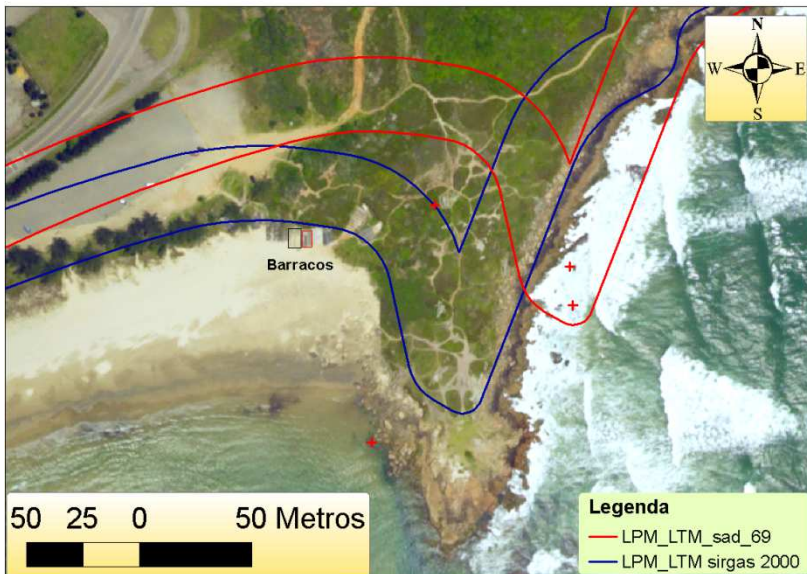 N
W E
S
Barracos
50 25 0 50 Metros
Legenda
LPM_LTM_sad_69
LPM_LTM sirgas 2000